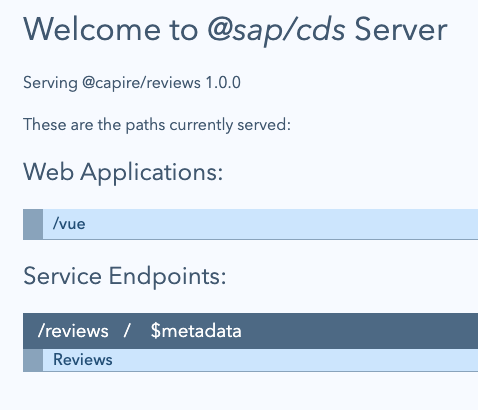 Welcome to @sap/cds Server
Serving @capire/reviews 1.0.0
These are the paths currently served:
Web Applications:
/vue
Service Endpoints:
/reviews / $metadata
Reviews